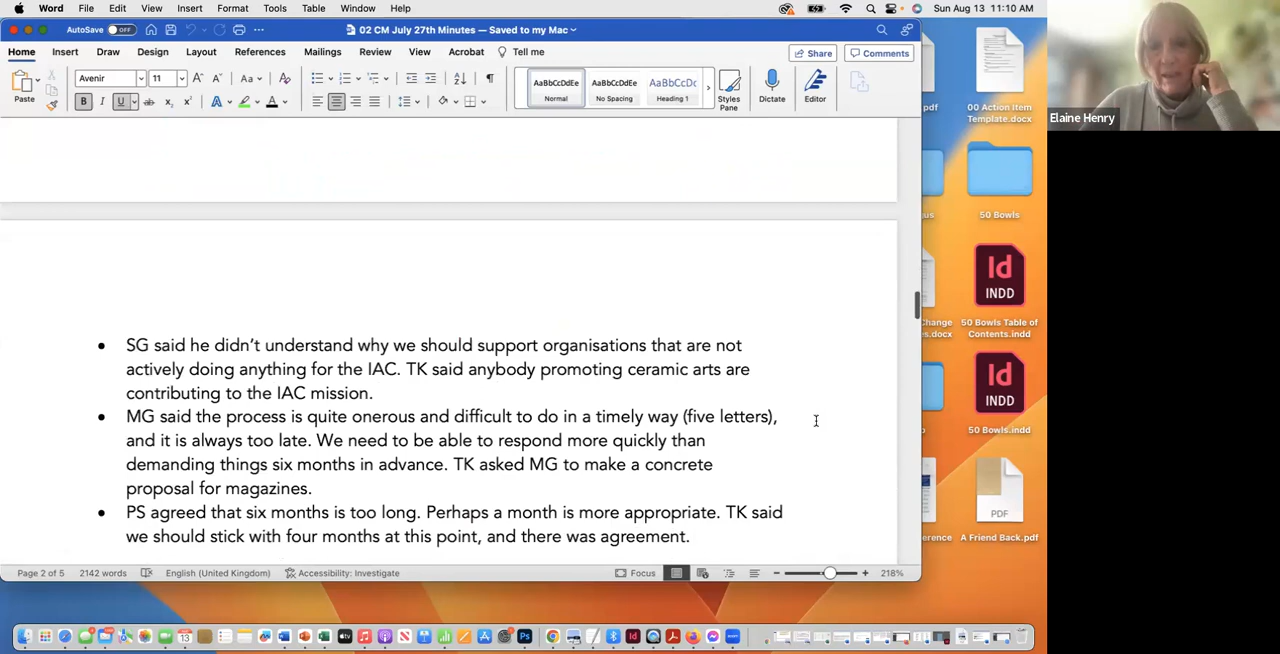 Word File Edit View Insert Format Tools Table Window Help Sun Aug 13 11:10 AM
AutoSave OFF 02 CM July 27th Minutes — Saved to my Mac
Home Insert Draw Design Layout References Mailings Review View Acrobat Tell me Share Comments
Paste
Avenir 11
B I U
AaBbCcDdEe
Normal
AaBbCcDdEe
No Spacing
AaBbCcDc
Heading 1
Styles
Pane
Dictate
Editor
SG said he didn't understand why we should support organisations that are not
actively doing anything for the IAC. TK said anybody promoting ceramic arts are
contributing to the IAC mission.
MG said the process is quite onerous and difficult to do in a timely way (five letters),
and it is always too late. We need to be able to respond more quickly than
demanding things six months in advance. TK asked MG to make a concrete
proposal for magazines.
PS agreed that six months is too long. Perhaps a month is more appropriate. TK said
we should stick with four months at this point, and there was agreement.
Page 2 of 5 2142 words English (United Kingdom) Accessibility: Investigate Focus 218%
pdf
00 Action Item
Template.docx
50 Bowls
Id
INDD
50 Bowls Table of
Contents.indd
Id
INDD
50 Bowls.indd
PDF
A Friend Back.pdf
Elaine Henry